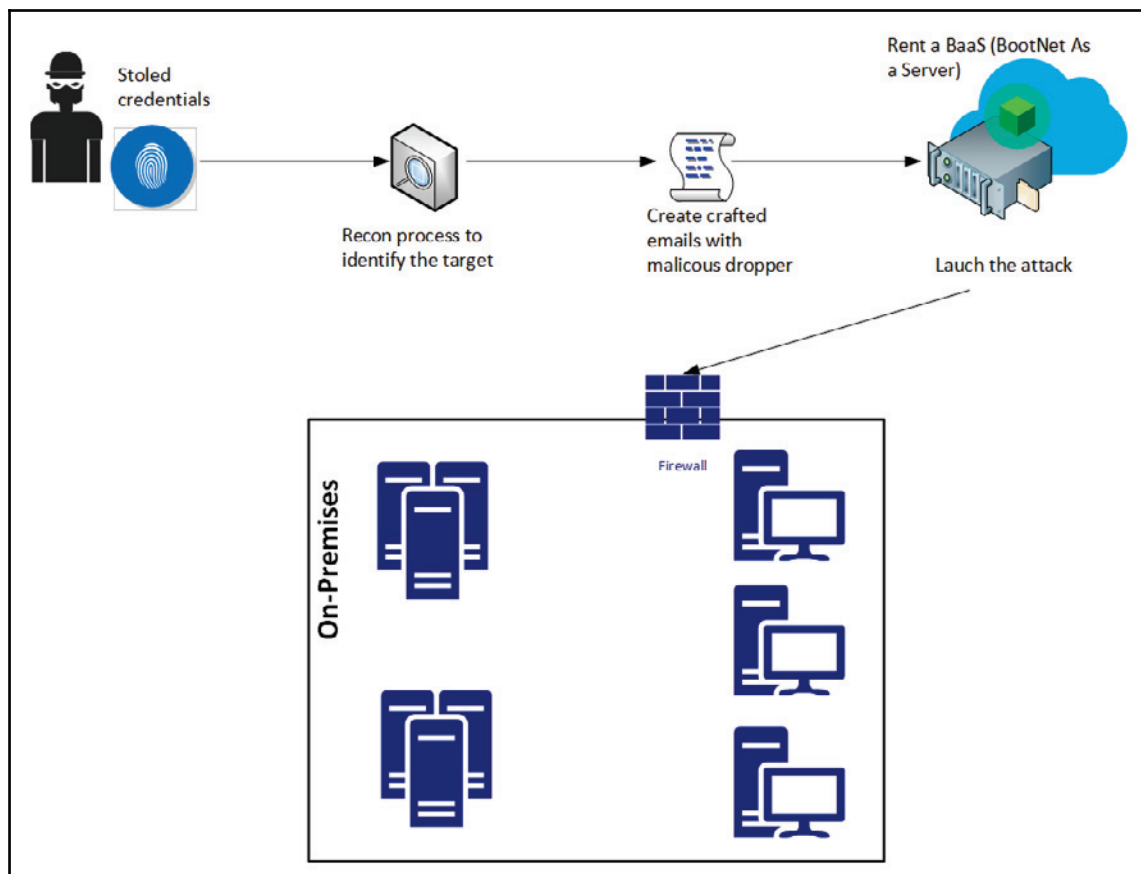 Stoled
credentials
Recon process to
identify the target
Create crafted
emails with
malicous dropper
Rent a BaaS (BootNet As
a Server)
Lauch the attack
Firewall
On-Premises